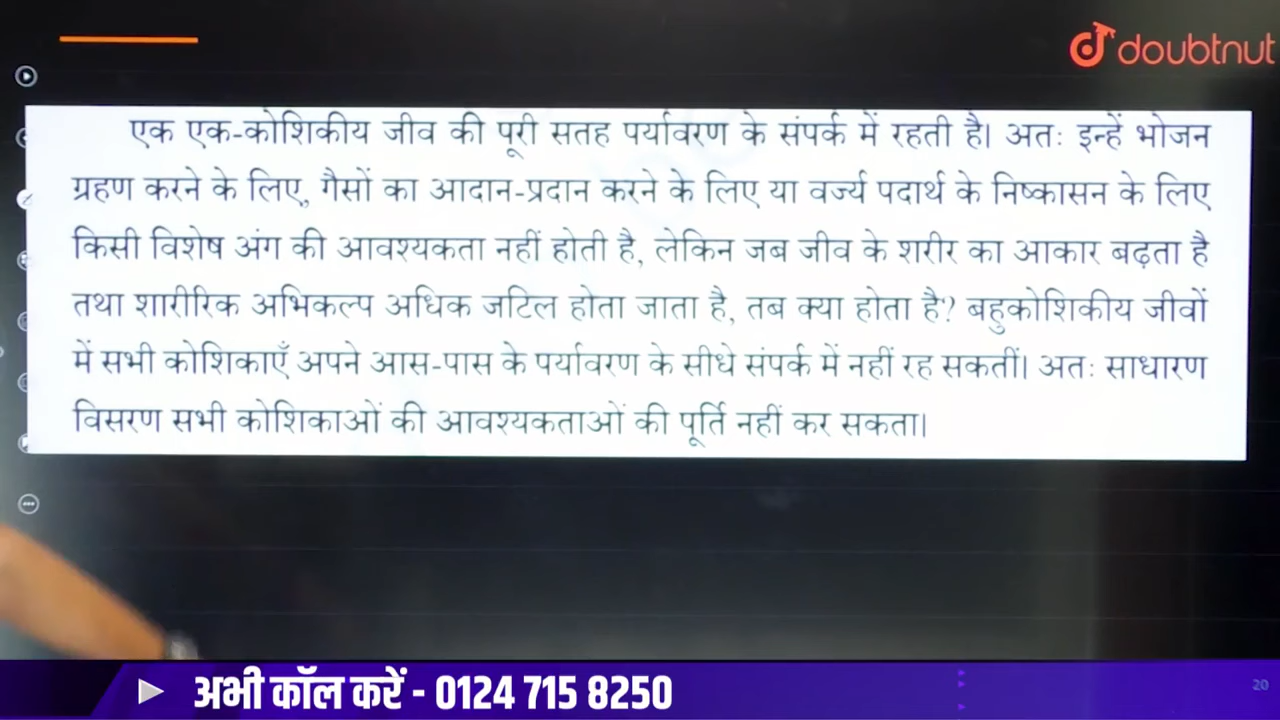 doubtnut
एक एक-कोशिकीय जीव की पूरी सतह पर्यावरण के संपर्क में रहती है। अतः इन्हें भोजन
ग्रहण करने के लिए, गैसों का आदान-प्रदान करने के लिए या वर्ज्य पदार्थ के निष्कासन के लिए
किसी विशेष अंग की आवश्यकता नहीं होती है, लेकिन जब जीव के शरीर का आकार बढ़ता है
तथा शारीरिक अभिकल्प अधिक जटिल होता जाता है, तब क्या होता है? बहुकोशिकीय जीवों
में सभी कोशिकाएँ अपने आस-पास के पर्यावरण के सीधे संपर्क में नहीं रह सकतीं। अतः साधारण
विसरण सभी कोशिकाओं की आवश्यकताओं की पूर्ति नहीं कर सकता।
अभी कॉल करें - 0124 715 8250
20